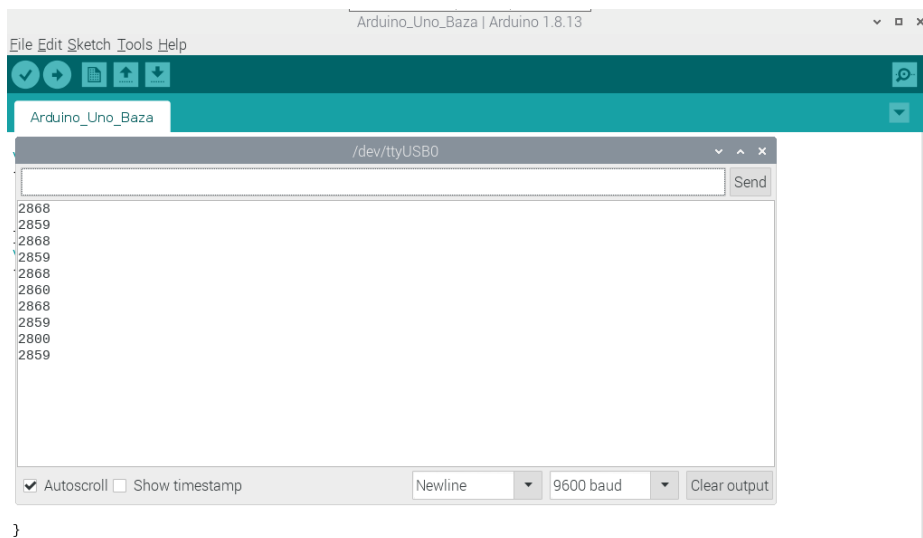 Arduino_Uno_Baza | Arduino 1.8.13
File Edit Sketch Tools Help
Arduino_Uno_Baza
/dev/ttyUSB0
Send
2868
2859
2868
2859
2868
2860
2868
2859
2800
2859
Autoscroll Show timestamp Newline 9600 baud Clear output
}